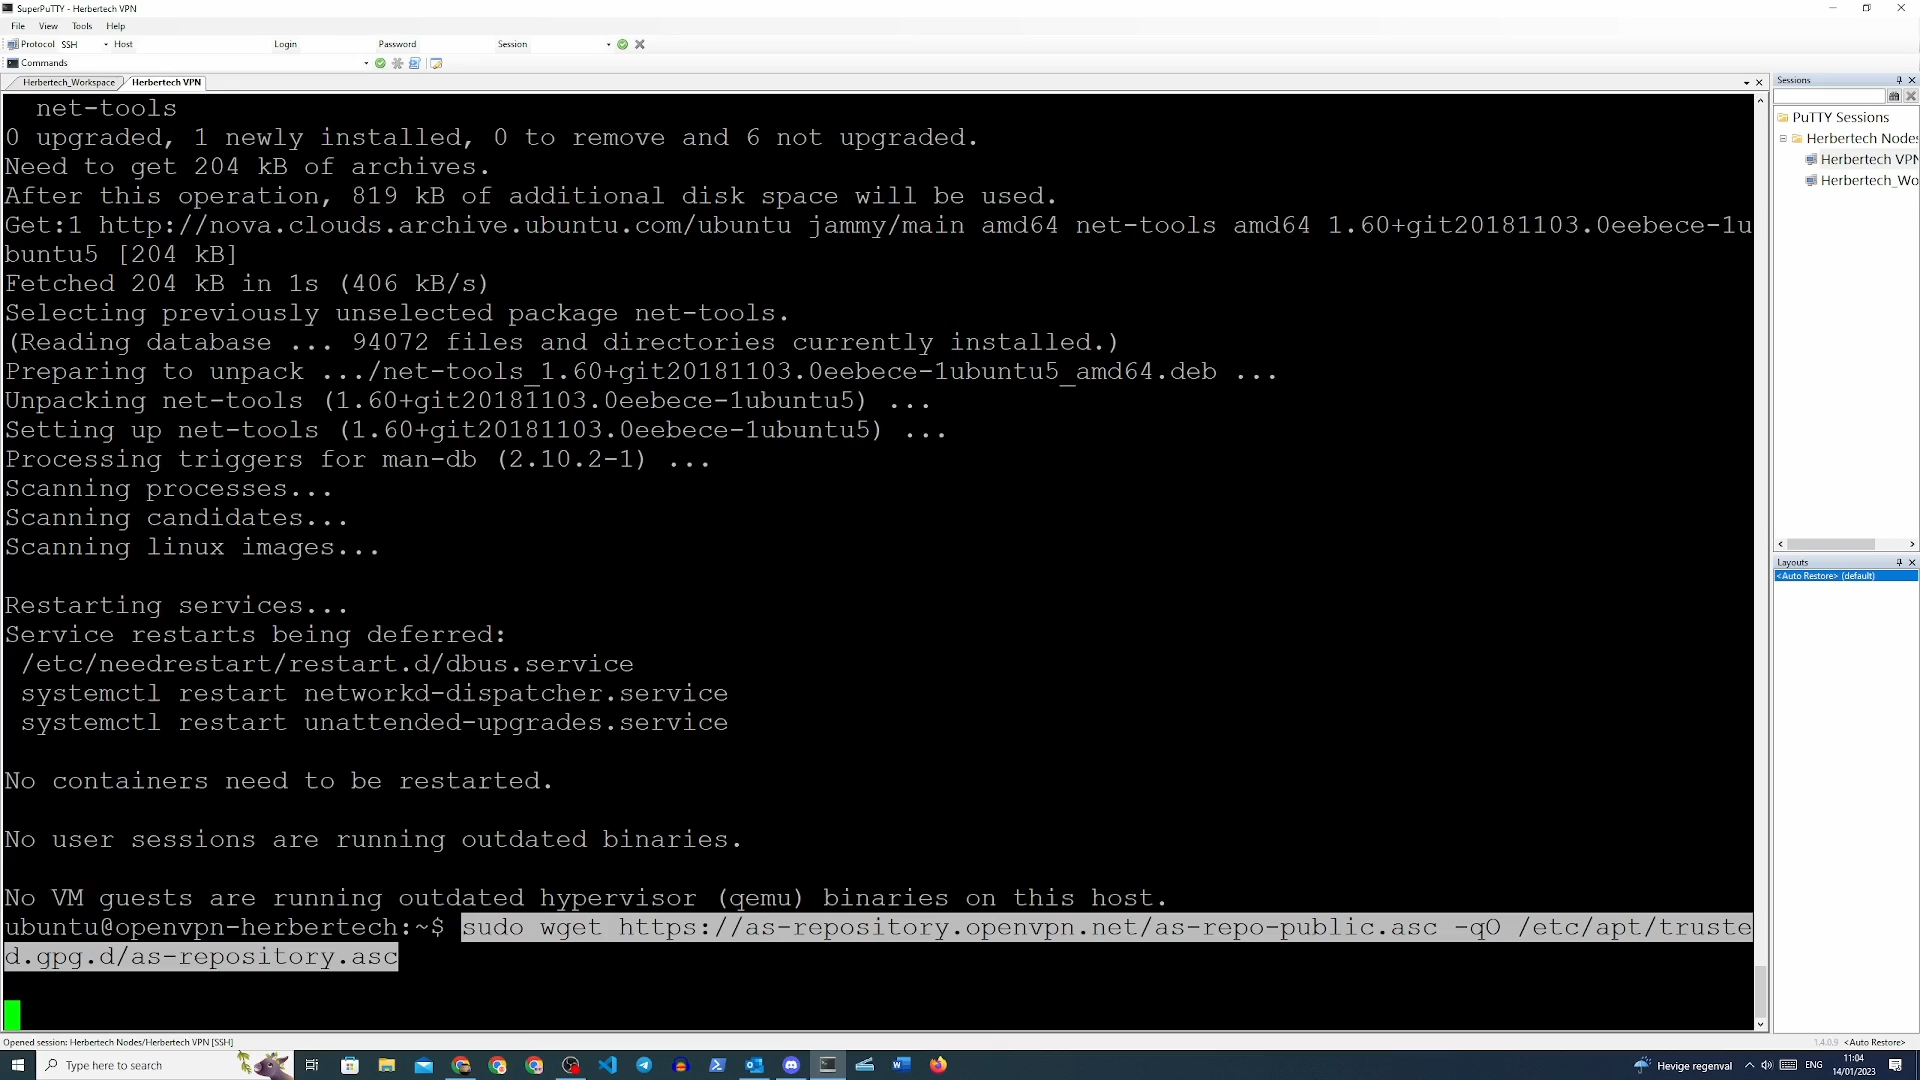 SuperPuTTY - Herbertech VPN
File View Tools Help
Protocol SSH Host Login Password Session
Commands
Herbertech_Workspace Herbertech VPN
net-tools
0 upgraded, 1 newly installed, 0 to remove and 6 not upgraded.
Need to get 204 kB of archives.
After this operation, 819 kB of additional disk space will be used.
Get:1 http://nova.clouds.archive.ubuntu.com/ubuntu jammy/main amd64 net-tools amd64 1.60+git20181103.0eebece-1u
buntu5 [204 kB]
Fetched 204 kB in 1s (406 kB/s)
Selecting previously unselected package net-tools.
(Reading database ... 94072 files and directories currently installed.)
Preparing to unpack .../net-tools_1.60+git20181103.0eebece-1ubuntu5_amd64.deb ...
Unpacking net-tools (1.60+git20181103.0eebece-1ubuntu5) ...
Setting up net-tools (1.60+git20181103.0eebece-1ubuntu5) ...
Processing triggers for man-db (2.10.2-1) ...
Scanning processes...
Scanning candidates...
Scanning linux images...
Restarting services...
Service restarts being deferred:
/etc/needrestart/restart.d/dbus.service
systemctl restart networkd-dispatcher.service
systemctl restart unattended-upgrades.service
No containers need to be restarted.
No user sessions are running outdated binaries.
No VM guests are running outdated hypervisor (qemu) binaries on this host.
ubuntu@openvpn-herbertech:~$ sudo wget https://as-repository.openvpn.net/as-repo-public.asc -qO /etc/apt/truste
d.gpg.d/as-repository.asc
Sessions
PuTTY Sessions
Herbertech Nodes
Herbertech VPN
Herbertech_Wo
Layouts
<Auto Restore> (default)
Opened session: Herbertech Nodes/Herbertech VPN [SSH]
1.4.0.9 <Auto Restore>
Type here to search
Hevige regenval
ENG
11:04
14/01/2023